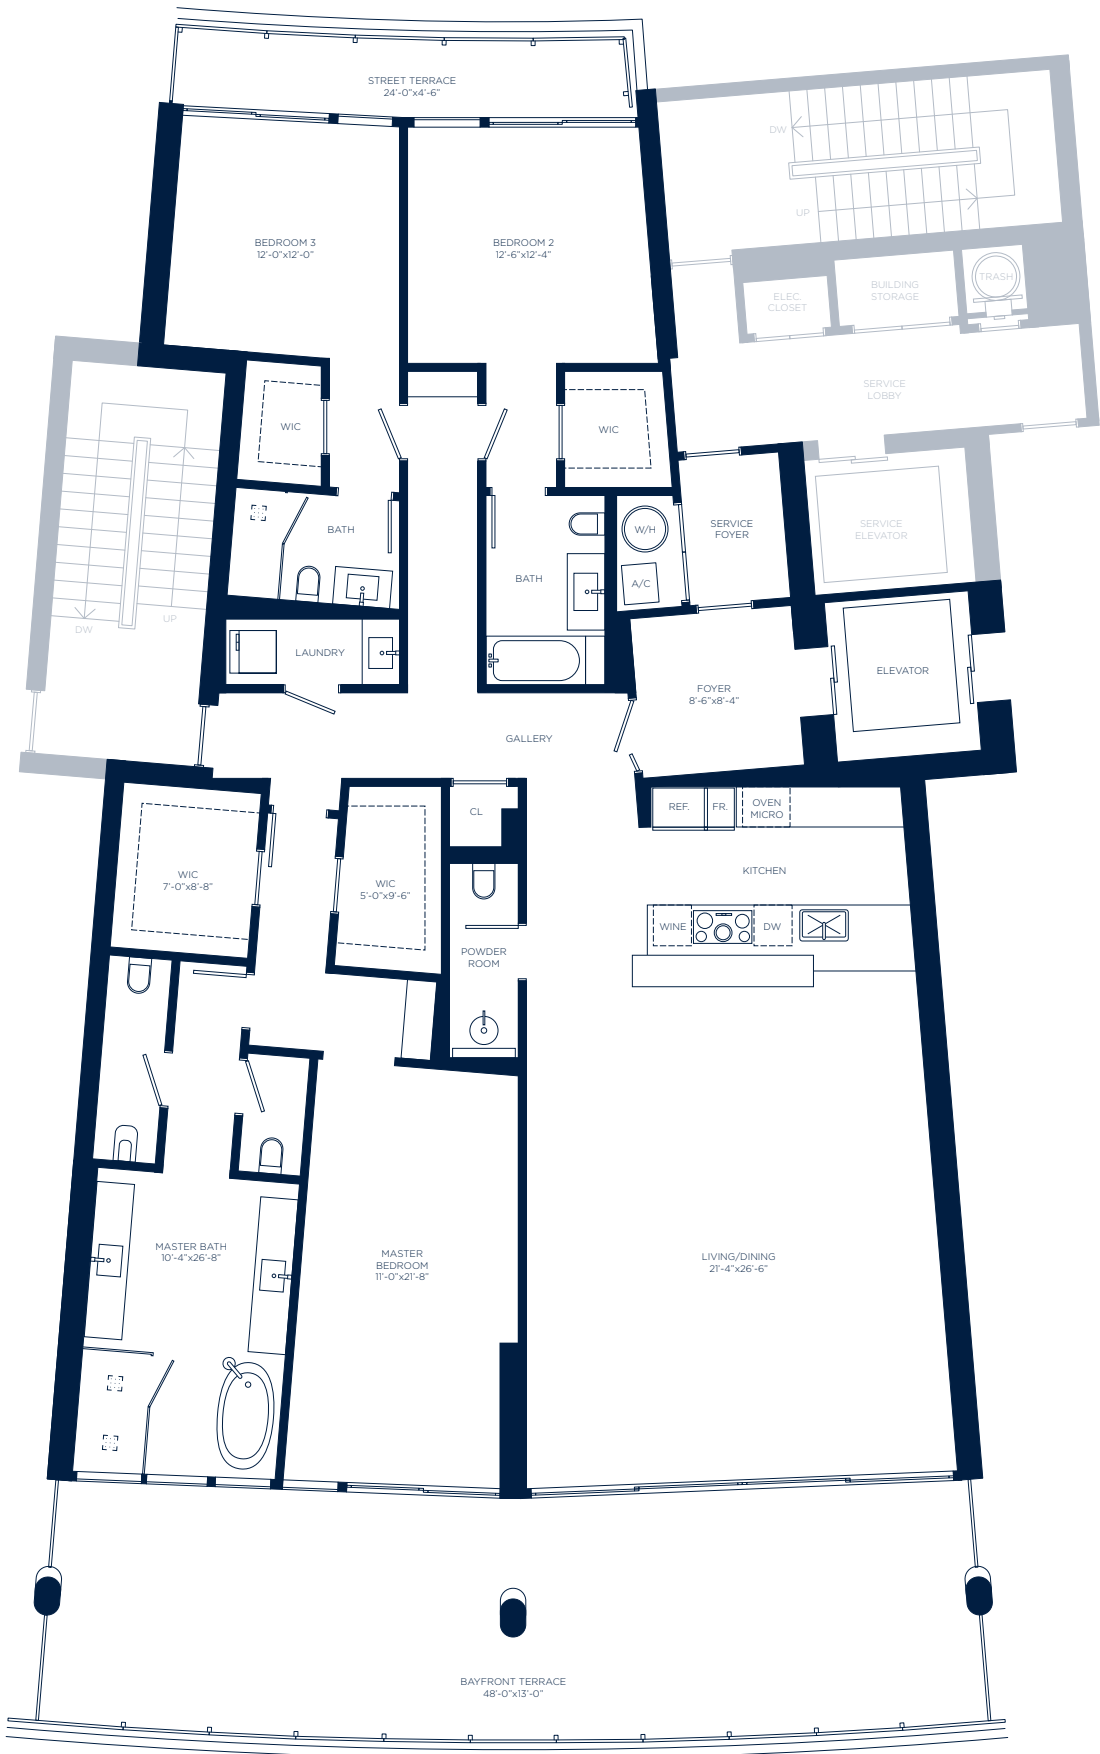 STREET TERRACE
24'-0"x4'-6"
DW
UP
BEDROOM 3
12'-0"x12'-0"
BEDROOM 2
12'-6"x12'-4"
ELEC.
CLOSET
BUILDING
STORAGE
TRASH
SERVICE
LOBBY
WIC
WIC
BATH
W/H
SERVICE
FOYER
SERVICE
ELEVATOR
BATH
A/C
DW
UP
LAUNDRY
ELEVATOR
FOYER
8'-6"x8'-4"
GALLERY
CL
REF.
FR.
OVEN
MICRO
KITCHEN
WIC
7'-0"x8'-8"
WIC
5'-0"x9'-6"
WINE
DW
POWDER
ROOM
MASTER BATH
10'-4"x26'-8"
MASTER
BEDROOM
11'-0"x21'-8"
LIVING/DINING
21'-4"x26'-6"
BAYFRONT TERRACE
48'-0"x13'-0"